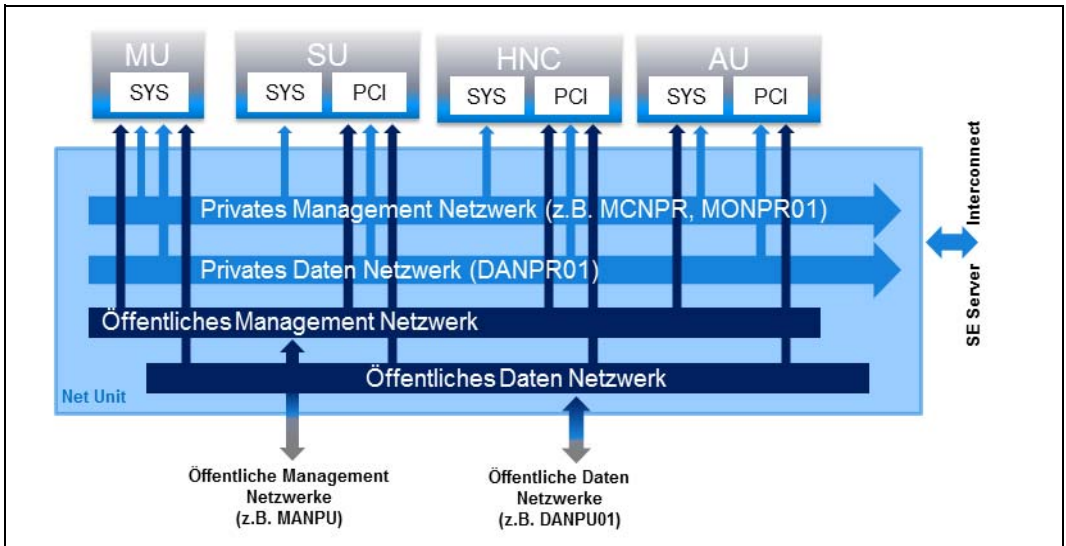 MU
SYS
SU
SYS
PCI
HNC
SYS
PCI
AU
SYS
PCI
Privates Management Netzwerk (z.B. MCNPR, MONPR01)
Privates Daten Netzwerk (DANPR01)
Öffentliches Management Netzwerk
Öffentliches Daten Netzwerk
Net Unit
SE Server
Interconnect
Öffentliche Management
Netzwerke
(z.B. MANPU)
Öffentliche Daten
Netzwerke
(z.B. DANPU01)